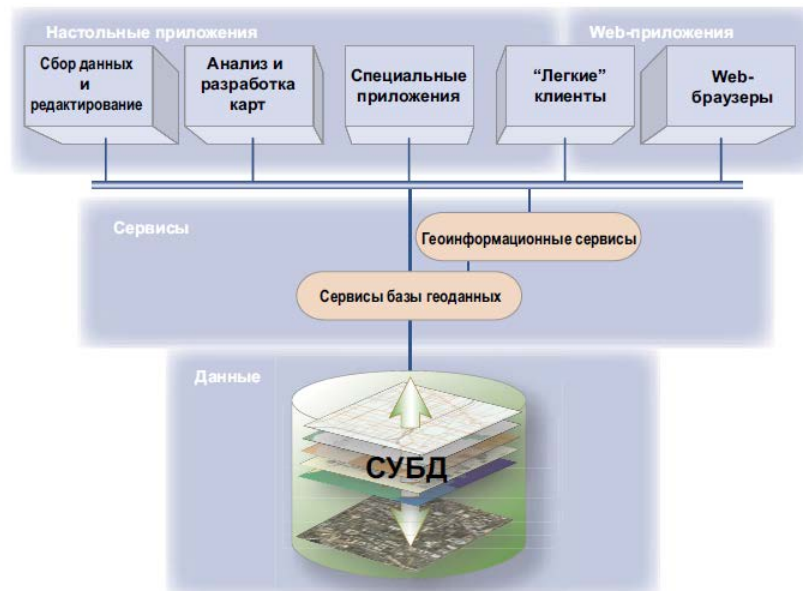 Настольные приложения
Web-приложения
Сбор данных
и
редактирование
Анализ и
разработка
карт
Специальные
приложения
“Легкие”
клиенты
Web-
браузеры
Сервисы
Геоинформационные сервисы
Сервисы базы геоданных
Данные
СУБД